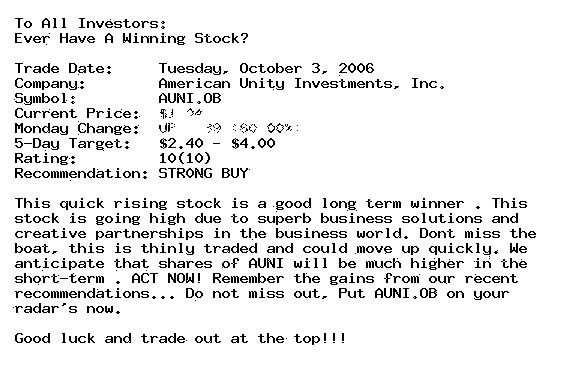 To All Investors:
Ever Have A Winning Stock?
Trade Date: Tuesday, October 3, 2006
Company: American Unity Investments, Inc.
Symbol: AUNI.OB
Current Price:
Monday Change: UP
5-Day Target: $2.40 - $4.00
Rating: 10(10)
Recommendation: STRONG BUY
This quick rising stock is a good long term winner . This
stock is going high due to superb business solutions and
creative partnerships in the business world. Dont miss the
boat, this is thinly traded and could move up quickly. We
anticipate that shares of AUNI will be much higher in the
short-term . ACT NOW! Remember the gains from our recent
recommendations... Do not miss out, Put AUNI.OB on your
radar's now.
Good luck and trade out at the top!!!